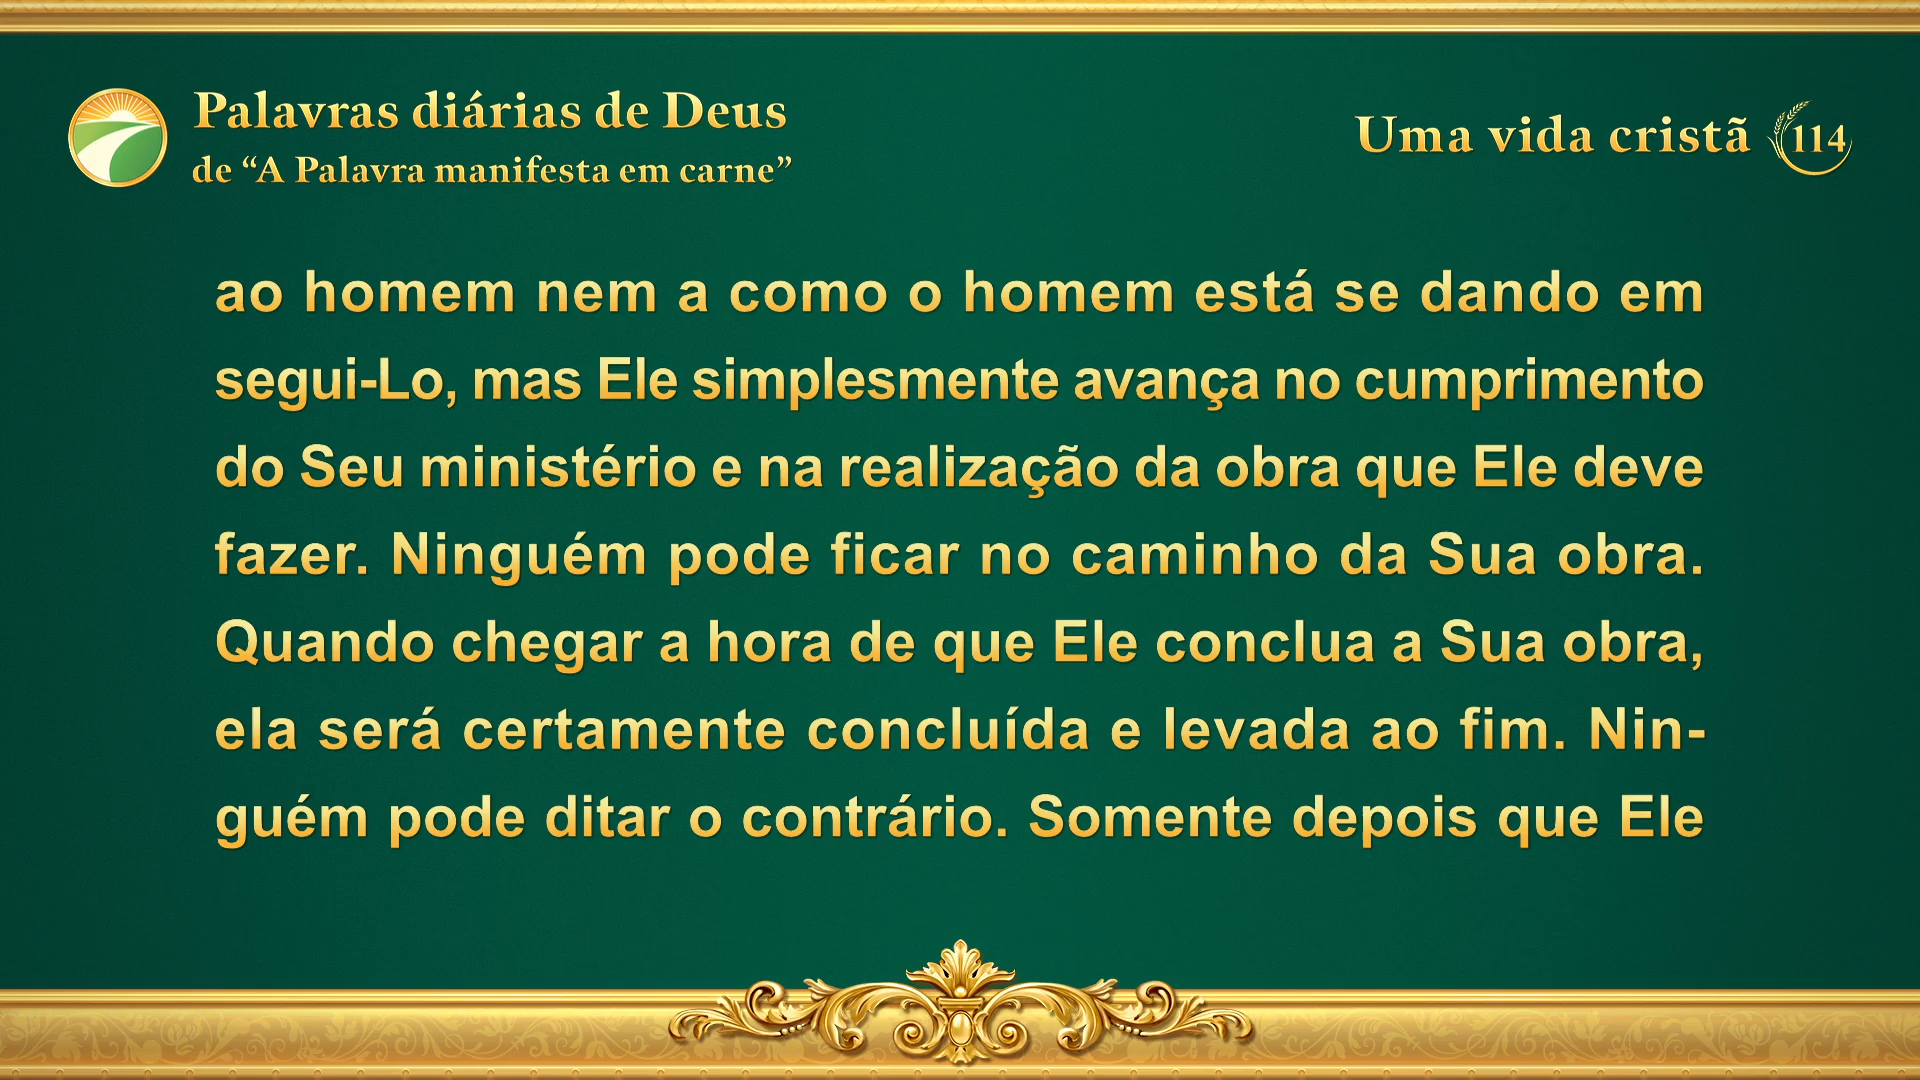 Palavras diárias de Deus
de “A Palavra manifesta em carne”
Uma vida cristã 114
ao homem nem a como o homem está se dando em
segui-Lo, mas Ele simplesmente avança no cumprimento
do Seu ministério e na realização da obra que Ele deve
fazer. Ninguém pode ficar no caminho da Sua obra.
Quando chegar a hora de que Ele conclua a Sua obra,
ela será certamente concluída e levada ao fim. Nin-
guém pode ditar o contrário. Somente depois que Ele